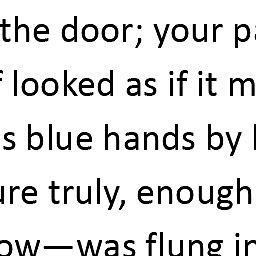 the door; your pa
f looked as if it m
s blue hands by
ure truly, enough
ow—was flung in